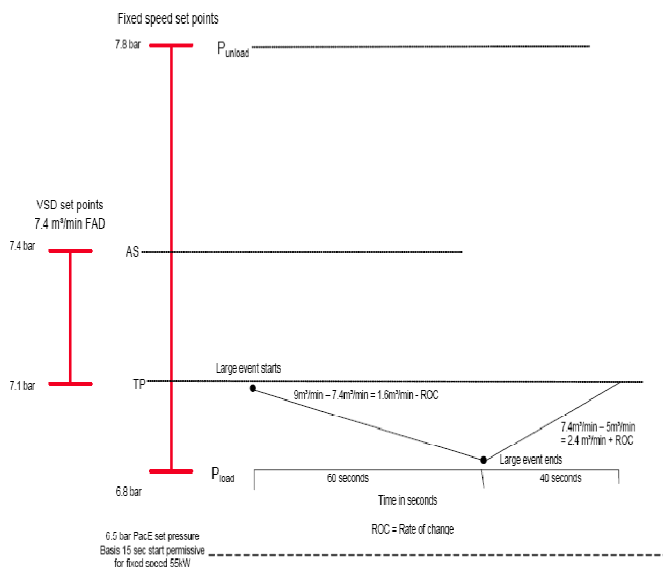 Fixed speed set points
7.8 bar
P unload
VSD set points
7.4 m³/min FAD
7.4 bar
AS
Large event starts
7.1 bar
TP
9m³/min – 7.4m³/min = 1.6m³/min - ROC
7.4m³/min – 5m³/min
= 2.4 m³/min + ROC
Large event ends
P load
6.8 bar
60 seconds
40 seconds
Time in seconds
ROC = Rate of change
6.5 bar PacE set pressure
Basis 15 sec start permissive
for fixed speed 55kW